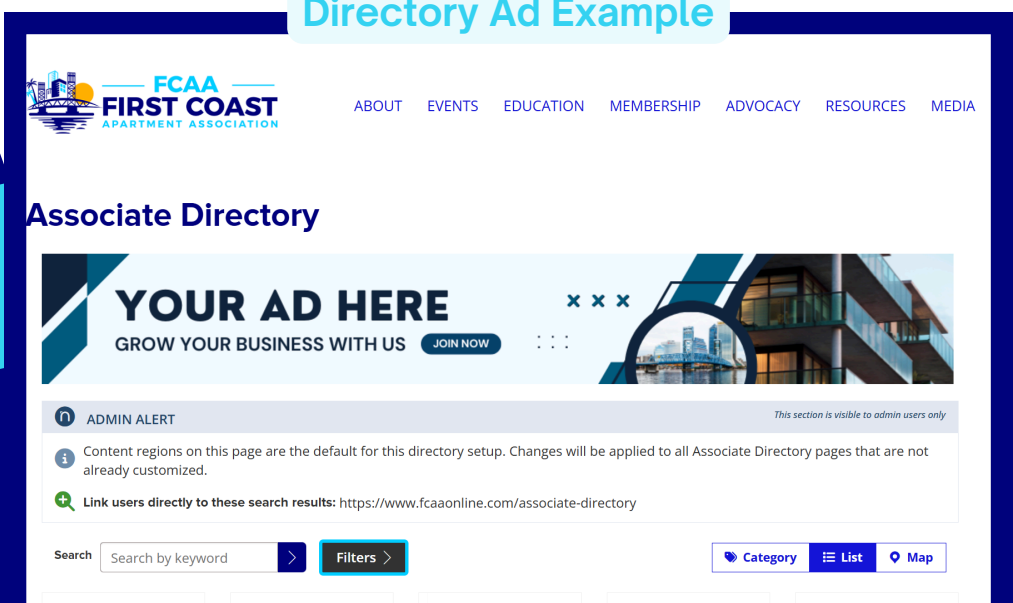 Directory Ad Example
FCAA
FIRST COAST
APARTMENT ASSOCIATION
ABOUT EVENTS EDUCATION MEMBERSHIP ADVOCACY RESOURCES MEDIA
Associate Directory
YOUR AD HERE
GROW YOUR BUSINESS WITH US JOIN NOW
ADMIN ALERT This section is visible to admin users only
Content regions on this page are the default for this directory setup. Changes will be applied to all Associate Directory pages that are not
already customized.
Link users directly to these search results: https://www.fcaaonline.com/associate-directory
Search Search by keyword Filters Category List Map